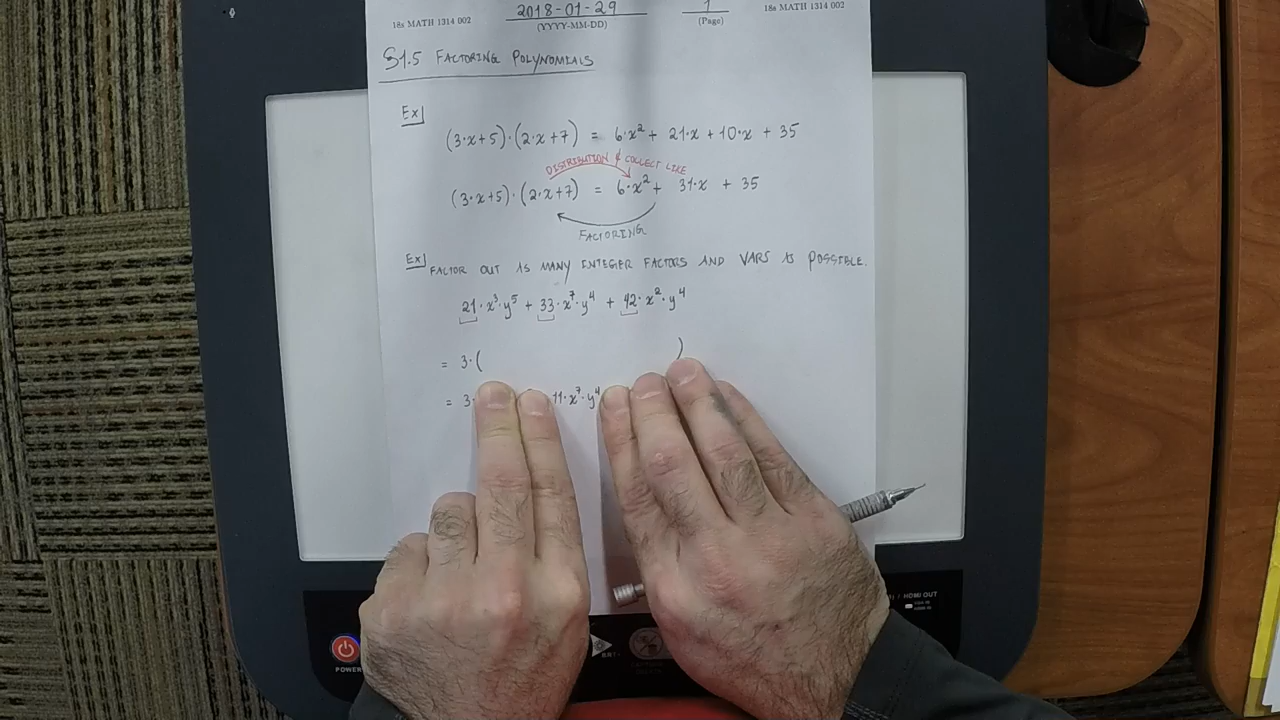 18s MATH 1314 002 2018-01-29 1 18s MATH 1314 002
(YYYY-MM-DD) (Page)
§1.5 FACTORING POLYNOMIALS
Ex
(3·x+5)·(2·x+7) = 6·x² + 21·x + 10·x + 35
DISTRIBUTION & COLLECT LIKE
(3·x+5)·(2·x+7) = 6·x² + 31·x + 35
FACTORING
Ex FACTOR OUT AS MANY INTEGER FACTORS AND VARS AS POSSIBLE.
21·x³·y⁵ + 33·x⁷·y⁴ + 42·x²·y⁴
= 3·( )
= 3· 11·x⁷·y⁴
HDMI OUT
POWER